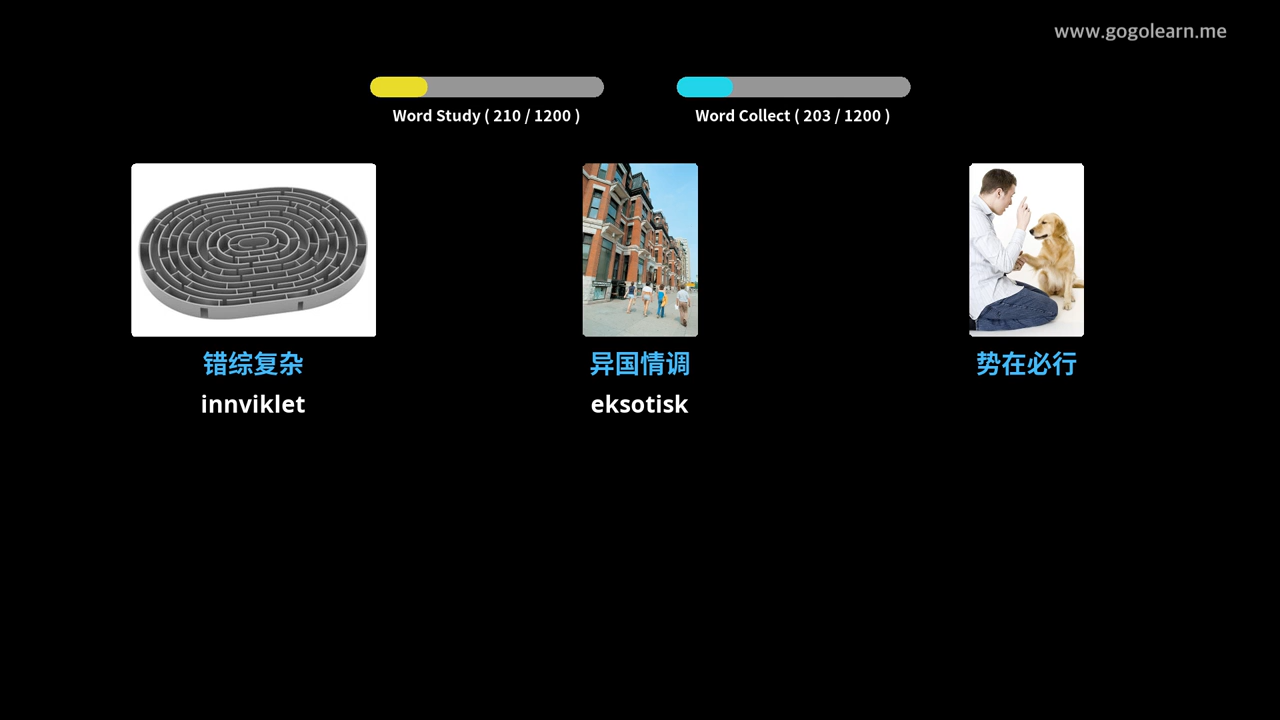 www.gogolearn.me
Word Study ( 210 / 1200 )
Word Collect ( 203 / 1200 )
错综复杂
innviklet
异国情调
eksotisk
势在必行